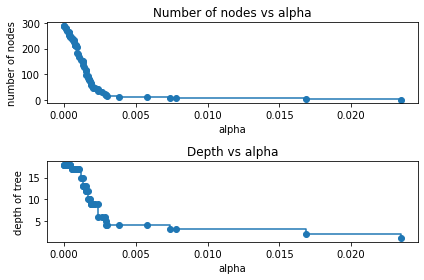 Number of nodes vs alpha
number of nodes
300
200
100
0
0.000 0.005 0.010 0.015 0.020
alpha
Depth vs alpha
depth of tree
15
10
5
0.000 0.005 0.010 0.015 0.020
alpha